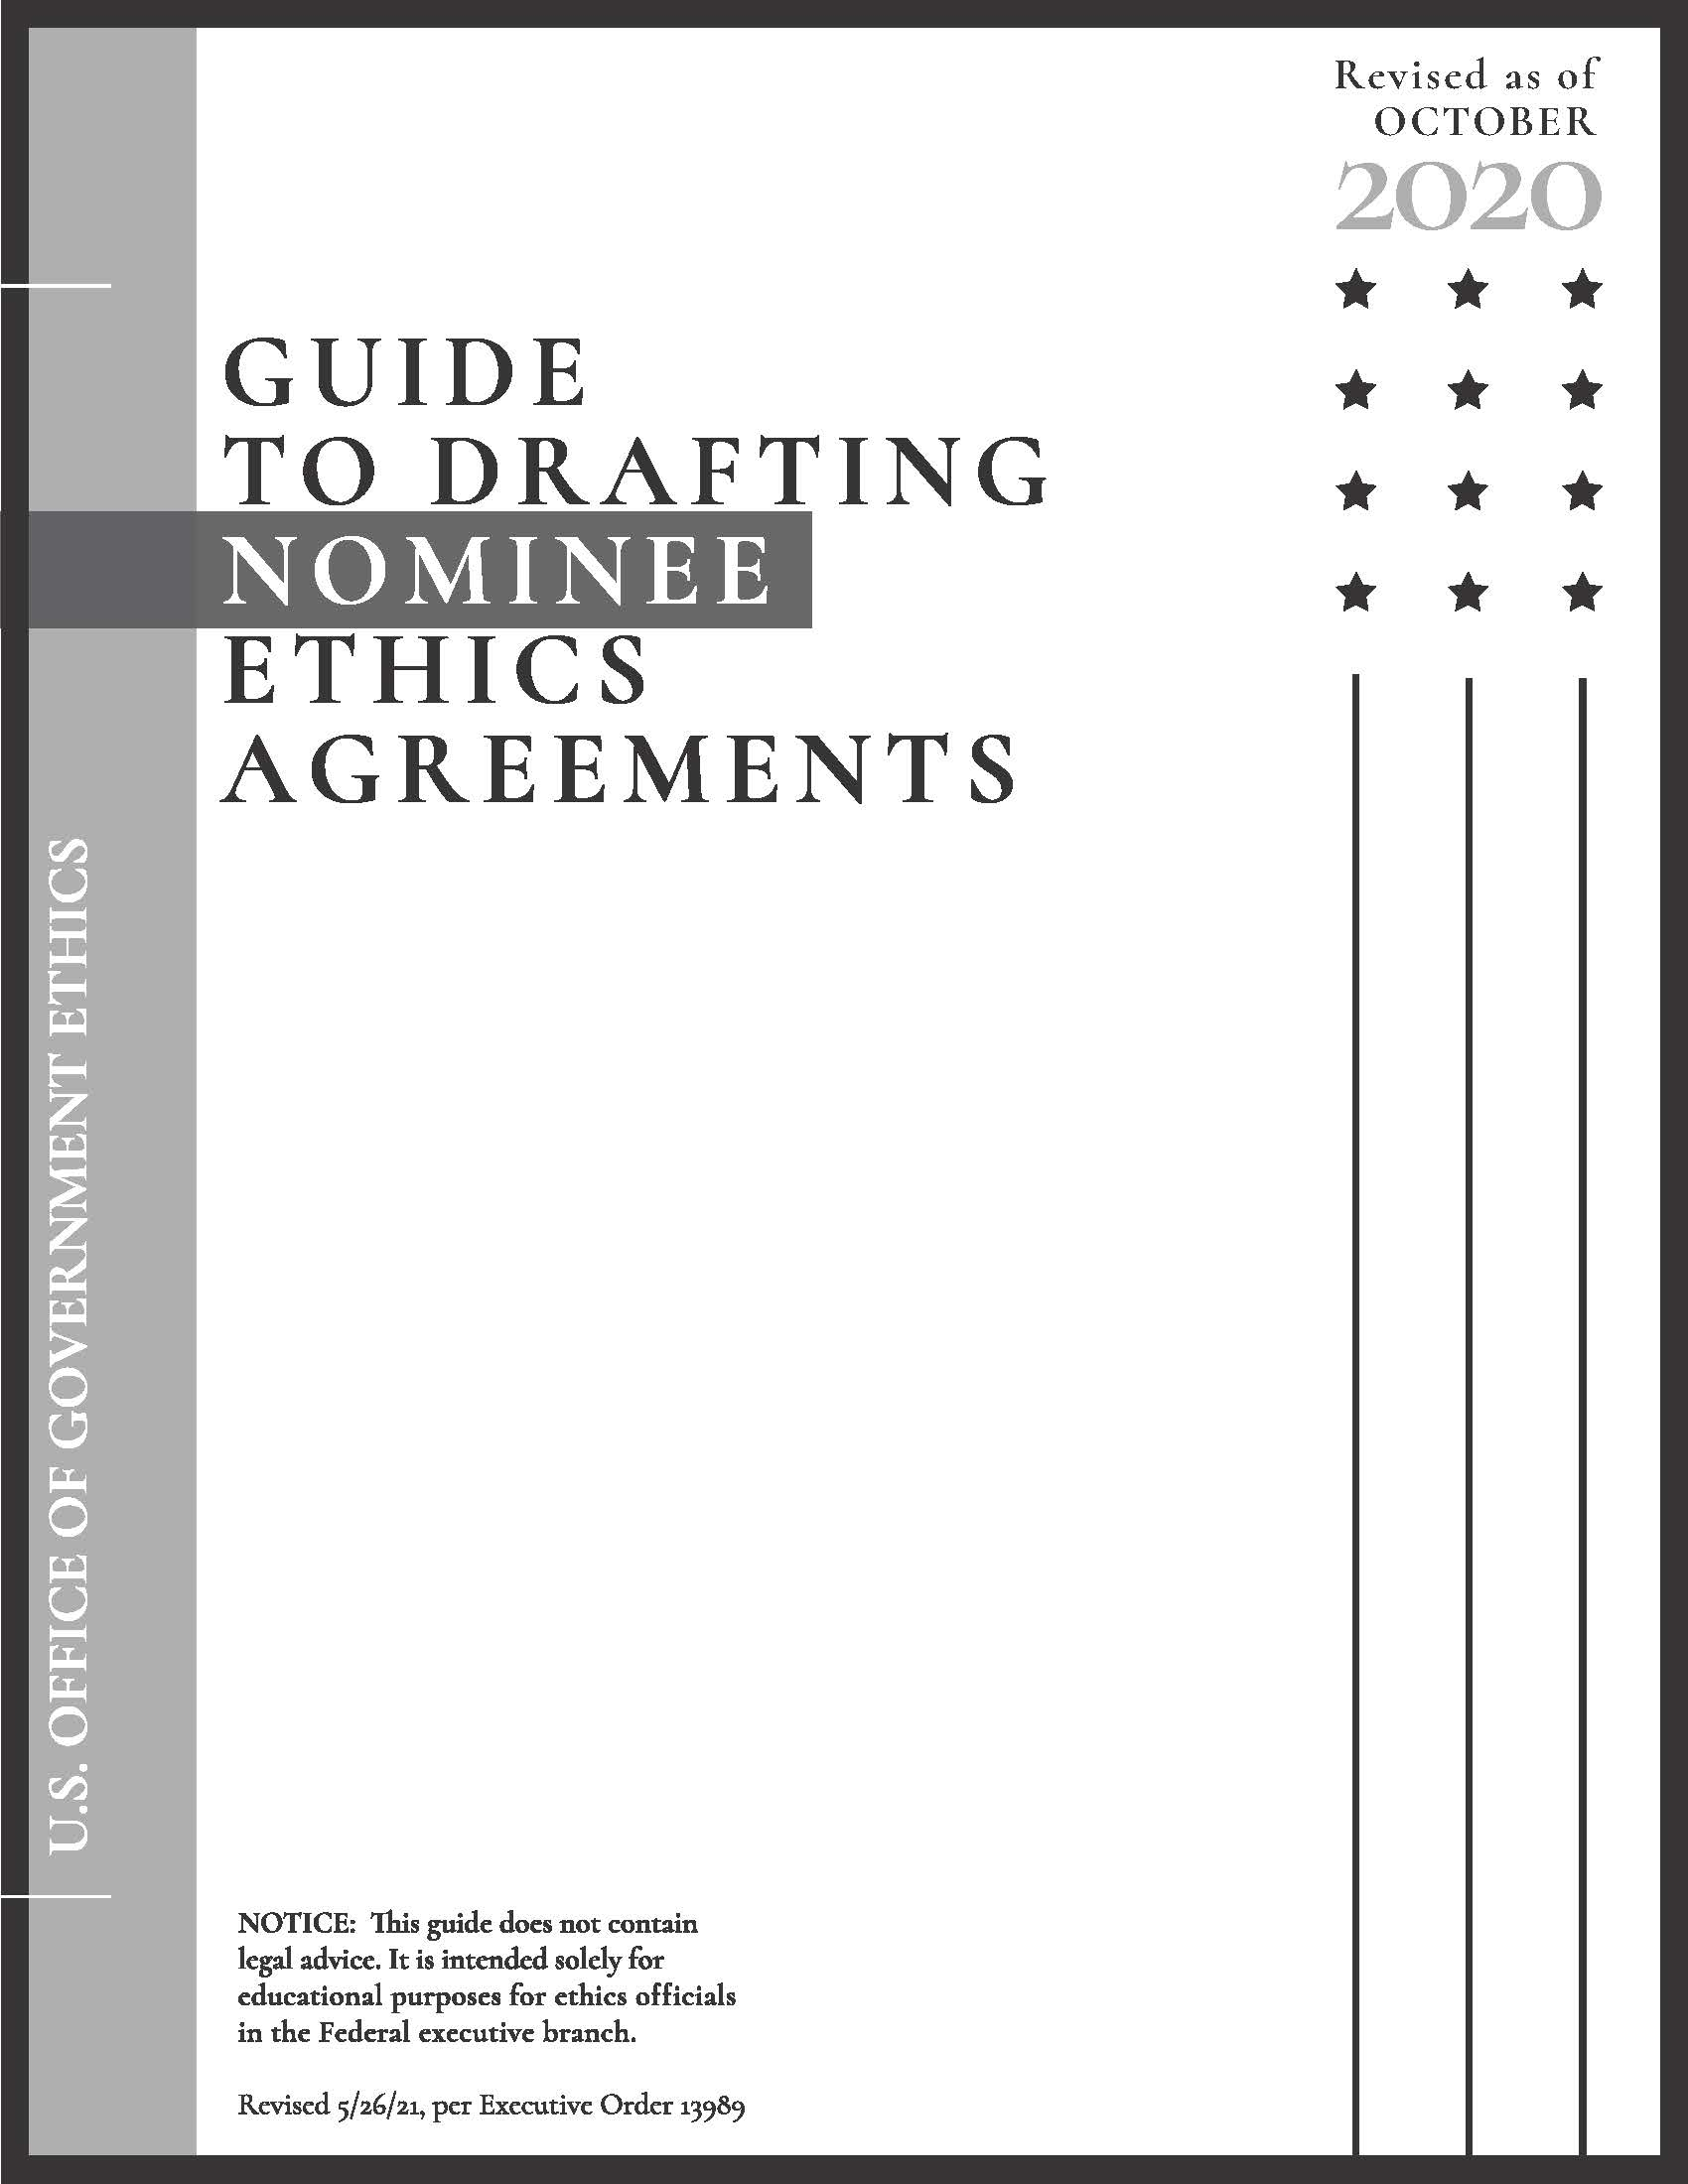 Revised as of
OCTOBER
2020
GUIDE
TO DRAFTING
NOMINEE
ETHICS
AGREEMENTS
U.S. OFFICE OF GOVERNMENT ETHICS
NOTICE: This guide does not contain
legal advice. It is intended solely for
educational purposes for ethics officials
in the Federal executive branch.
Revised 5/26/21, per Executive Order 13989